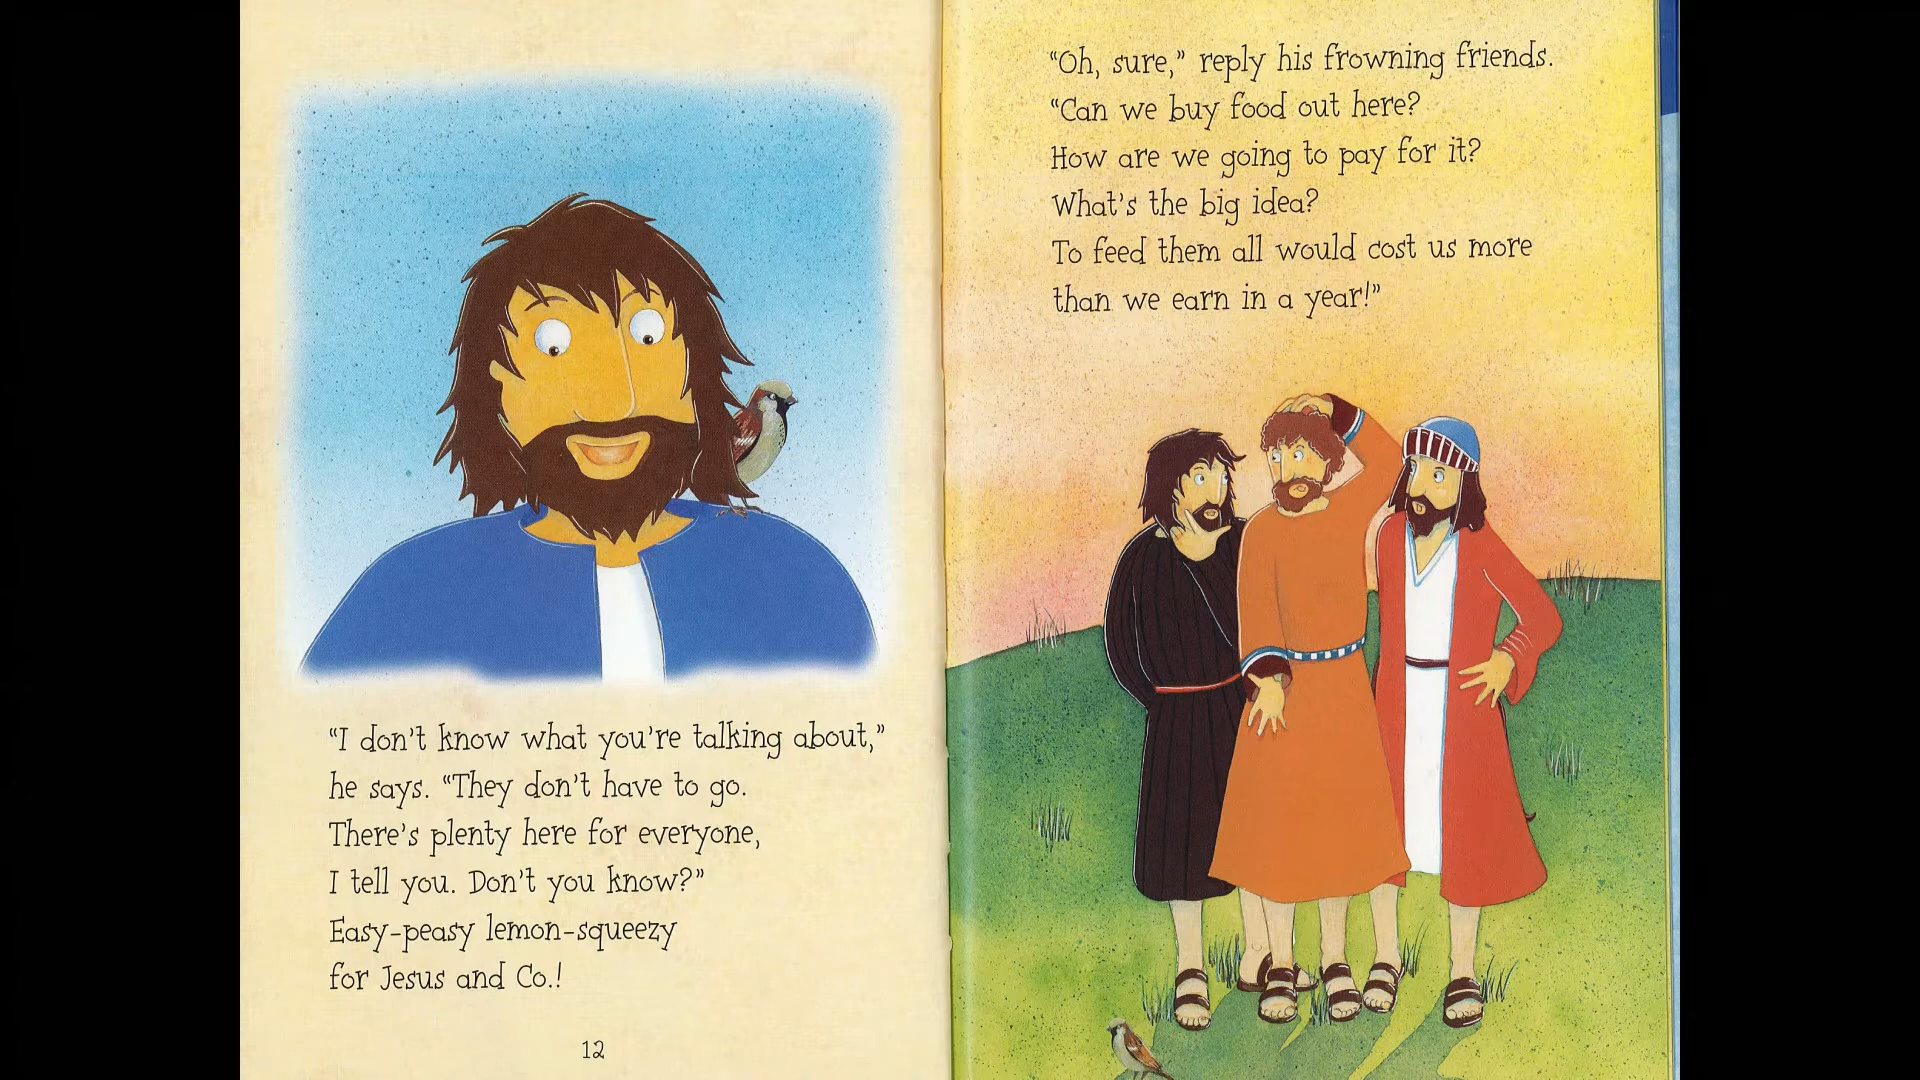 “I don't know what you're talking about,”
he says. “They don't have to go.
There's plenty here for everyone,
I tell you. Don't you know?”
Easy-peasy lemon-squeezy
for Jesus and Co.!
12
“Oh, sure,” reply his frowning friends.
“Can we buy food out here?
How are we going to pay for it?
What's the big idea?
To feed them all would cost us more
than we earn in a year!”